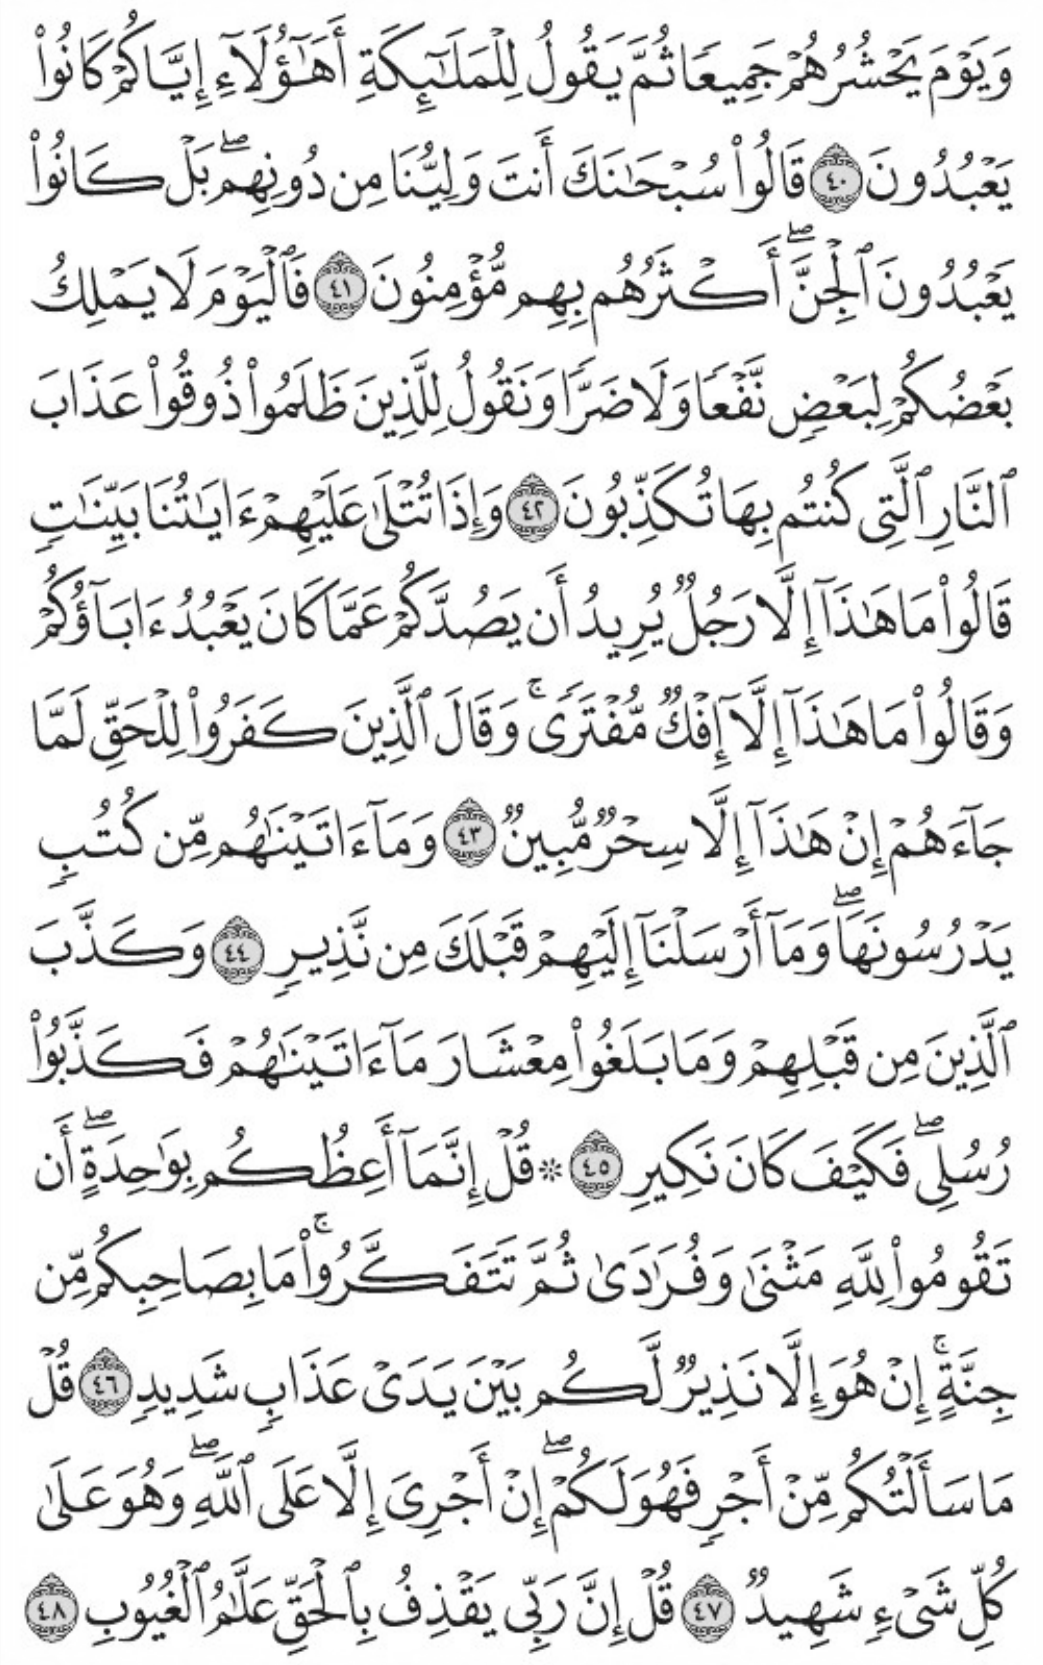 وَيَوْمَ يَحْشُرُهُمْ جَمِيعًا ثُمَّ يَقُولُ لِلْمَلَٰٓئِكَةِ أَهَٰٓؤُلَآءِ إِيَّاكُمْ كَانُوا۟
يَعْبُدُونَ ٤٠ قَالُوا۟ سُبْحَٰنَكَ أَنتَ وَلِيُّنَا مِن دُونِهِم ۖ بَلْ كَانُوا۟
يَعْبُدُونَ ٱلْجِنَّ ۖ أَكْثَرُهُم بِهِم مُّؤْمِنُونَ ٤١ فَٱلْيَوْمَ لَا يَمْلِكُ
بَعْضُكُمْ لِبَعْضٍ نَّفْعًا وَلَا ضَرًّا وَنَقُولُ لِلَّذِينَ ظَلَمُوا۟ ذُوقُوا۟ عَذَابَ
ٱلنَّارِ ٱلَّتِى كُنتُم بِهَا تُكَذِّبُونَ ٤٢ وَإِذَا تُتْلَىٰ عَلَيْهِمْ ءَايَٰتُنَا بَيِّنَٰتٍ
قَالُوا۟ مَا هَٰذَآ إِلَّا رَجُلٌ يُرِيدُ أَن يَصُدَّكُمْ عَمَّا كَانَ يَعْبُدُ ءَابَآؤُكُمْ
وَقَالُوا۟ مَا هَٰذَآ إِلَّآ إِفْكٌ مُّفْتَرًى ۚ وَقَالَ ٱلَّذِينَ كَفَرُوا۟ لِلْحَقِّ لَمَّا
جَآءَهُمْ إِنْ هَٰذَآ إِلَّا سِحْرٌ مُّبِينٌ ٤٣ وَمَآ ءَاتَيْنَٰهُم مِّن كُتُبٍ
يَدْرُسُونَهَا ۖ وَمَآ أَرْسَلْنَآ إِلَيْهِمْ قَبْلَكَ مِن نَّذِيرٍ ٤٤ وَكَذَّبَ
ٱلَّذِينَ مِن قَبْلِهِمْ وَمَا بَلَغُوا۟ مِعْشَارَ مَآ ءَاتَيْنَٰهُمْ فَكَذَّبُوا۟
رُسُلِى ۖ فَكَيْفَ كَانَ نَكِيرِ ٤٥ ۞ قُلْ إِنَّمَآ أَعِظُكُم بِوَٰحِدَةٍ ۖ أَن
تَقُومُوا۟ لِلَّهِ مَثْنَىٰ وَفُرَٰدَىٰ ثُمَّ تَتَفَكَّرُوا۟ ۚ مَا بِصَاحِبِكُم مِّن
جِنَّةٍ ۚ إِنْ هُوَ إِلَّا نَذِيرٌ لَّكُم بَيْنَ يَدَىْ عَذَابٍ شَدِيدٍ ٤٦ قُلْ
مَا سَأَلْتُكُم مِّنْ أَجْرٍ فَهُوَ لَكُمْ ۖ إِنْ أَجْرِىَ إِلَّا عَلَى ٱللَّهِ ۖ وَهُوَ عَلَىٰ
كُلِّ شَىْءٍ شَهِيدٌ ٤٧ قُلْ إِنَّ رَبِّى يَقْذِفُ بِٱلْحَقِّ عَلَّٰمُ ٱلْغُيُوبِ ٤٨